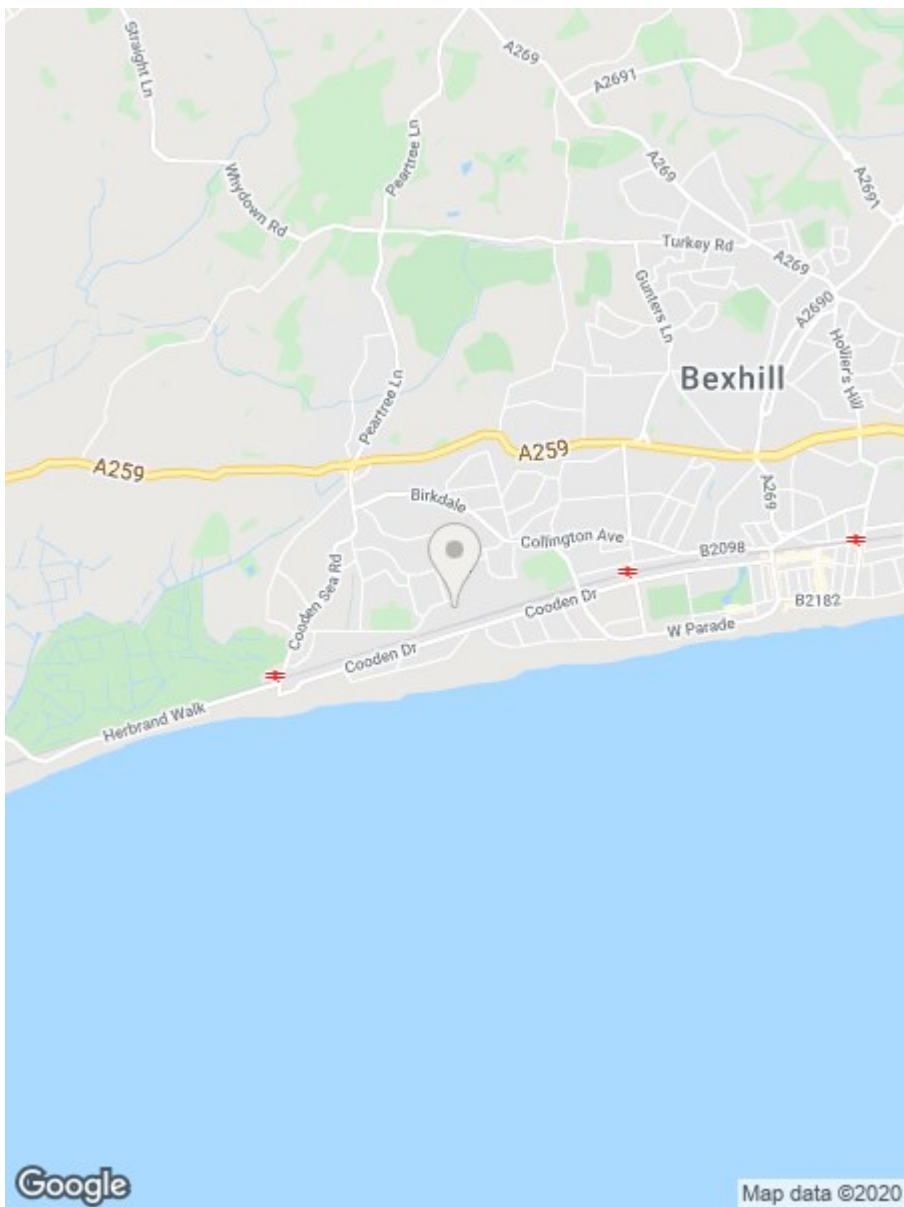 Straight Ln
A269
A2691
Peartree Ln
A269
A2691
Whydown Rd
Turkey Rd
A269
Gunters Ln
A2690
Hollier's Hill
Bexhill
Peartree Ln
A259
A259
A269
Birkdale
Collington Ave
B2098
Cooden Sea Rd
Cooden Dr
B2182
W Parade
Cooden Dr
Herbrand Walk
Google
Map data ©2020